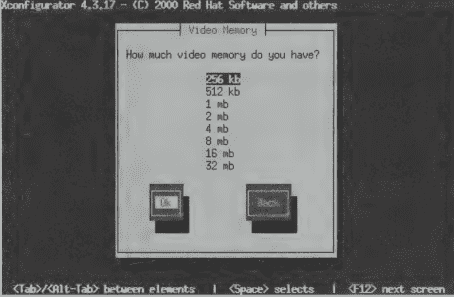 Xconfigurator 4.3.17 - (C) 2000 Red Hat Software and others
Video Memory
How much video memory do you have?
256 kb
512 kb
1 mb
2 mb
4 mb
8 mb
16 mb
32 mb
Ok Back
<Tab>/<Alt-Tab> between elements | <Space> selects | <F12> next screen